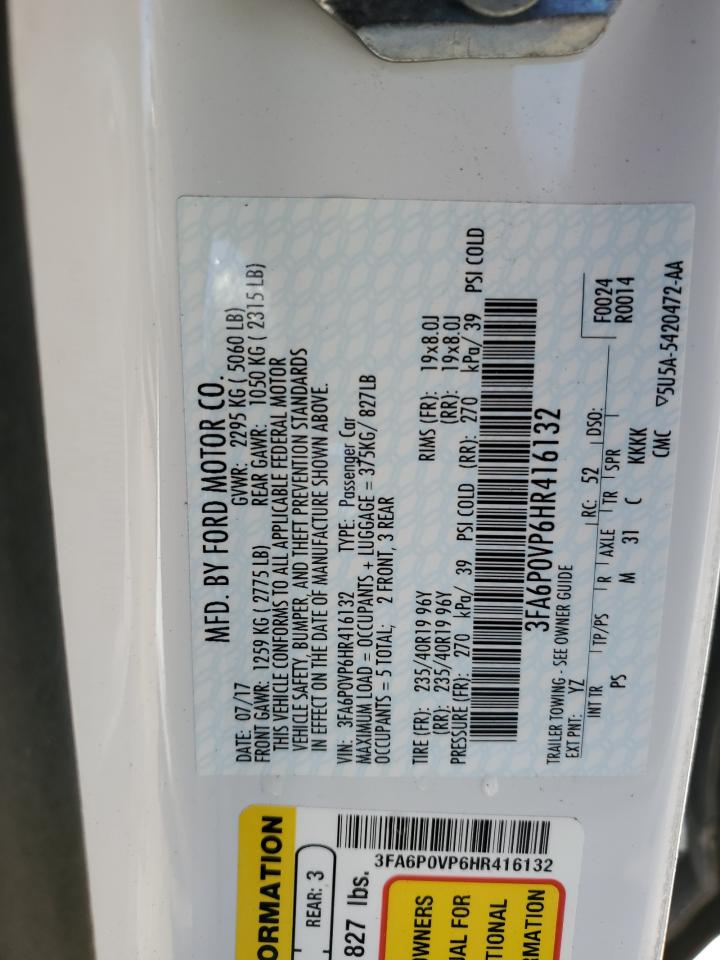 MFD. BY FORD MOTOR CO.
DATE: 07/17 GVWR: 2295 KG ( 5060 LB)
FRONT GAWR: 1259 KG ( 2775 LB) REAR GAWR: 1050 KG ( 2315 LB)
THIS VEHICLE CONFORMS TO ALL APPLICABLE FEDERAL MOTOR
VEHICLE SAFETY, BUMPER, AND THEFT PREVENTION STANDARDS
IN EFFECT ON THE DATE OF MANUFACTURE SHOWN ABOVE.
VIN: 3FA6P0VP6HR416132 TYPE: Passenger Car
MAXIMUM LOAD = OCCUPANTS + LUGGAGE = 375KG/ 827LB
OCCUPANTS = 5 TOTAL; 2 FRONT, 3 REAR
TIRE (FR): 235/40R19 96Y RIMS (FR): 19x8.0J
(RR): 235/40R19 96Y (RR): 19x8.0J
PRESSURE (FR): 270 kPa/ 39 PSI COLD (RR): 270 kPa/ 39 PSI COLD
3FA6P0VP6HR416132
TRAILER TOWING - SEE OWNER GUIDE
EXT PNT: YZ RC: 52 DSO: F0024
R0014
INT TR TP/PS R AXLE TR SPR
PS M 31 C KKKK
CMC ▽5U5A-5420472-AA
ORMATION
REAR: 3
827 lbs.
3FA6P0VP6HR416132
OWNERS
UAL FOR
TIONAL
RMATION